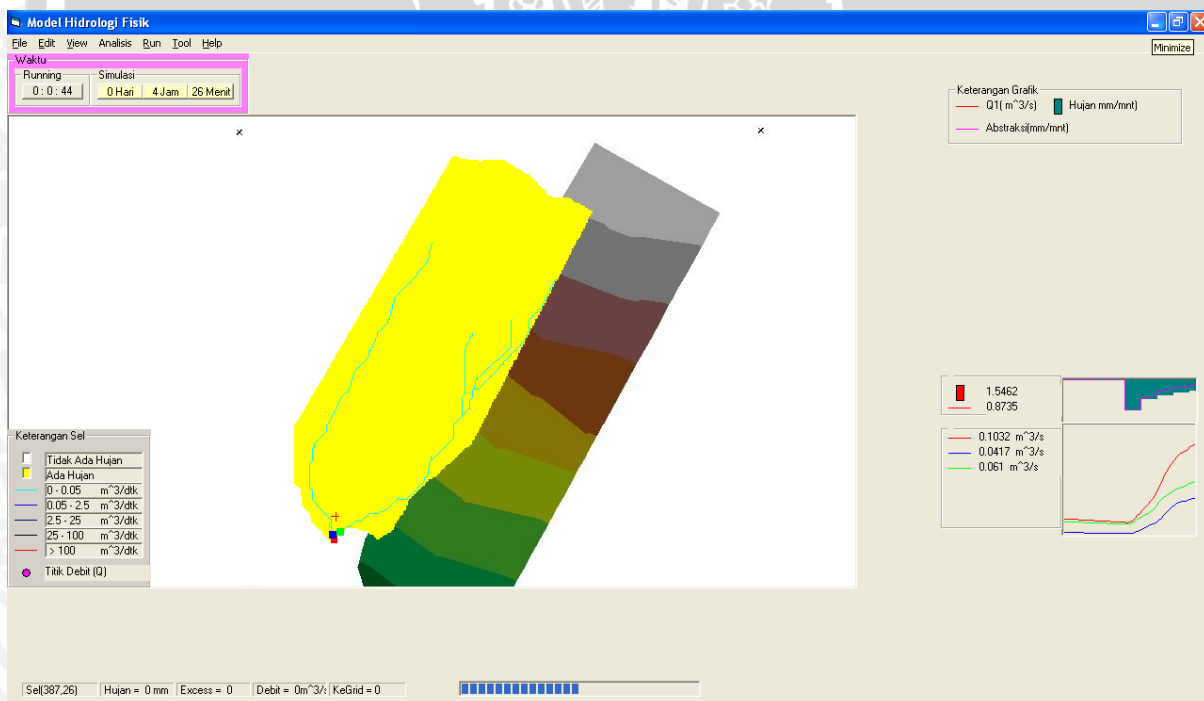 Model Hidrologi Fisik
File Edit View Analisis Run Tool Help
Minimize
Waktu
Running Simulasi
0 : 0 : 44 0 Hari 4 Jam 26 Menit
Keterangan Grafik
Q1( m^3/s) Hujan mm/mnt)
Abstraksi(mm/mnt)
1.5462
0.8735
0.1032 m^3/s
0.0417 m^3/s
0.061 m^3/s
Keterangan Sel
Tidak Ada Hujan
Ada Hujan
0 - 0.05 m^3/dtk
0.05 - 2.5 m^3/dtk
2.5 - 25 m^3/dtk
25 - 100 m^3/dtk
> 100 m^3/dtk
Titik Debit (Q)
Sel(387,26) Hujan = 0 mm Excess = 0 Debit = 0m^3/s KeGrid = 0